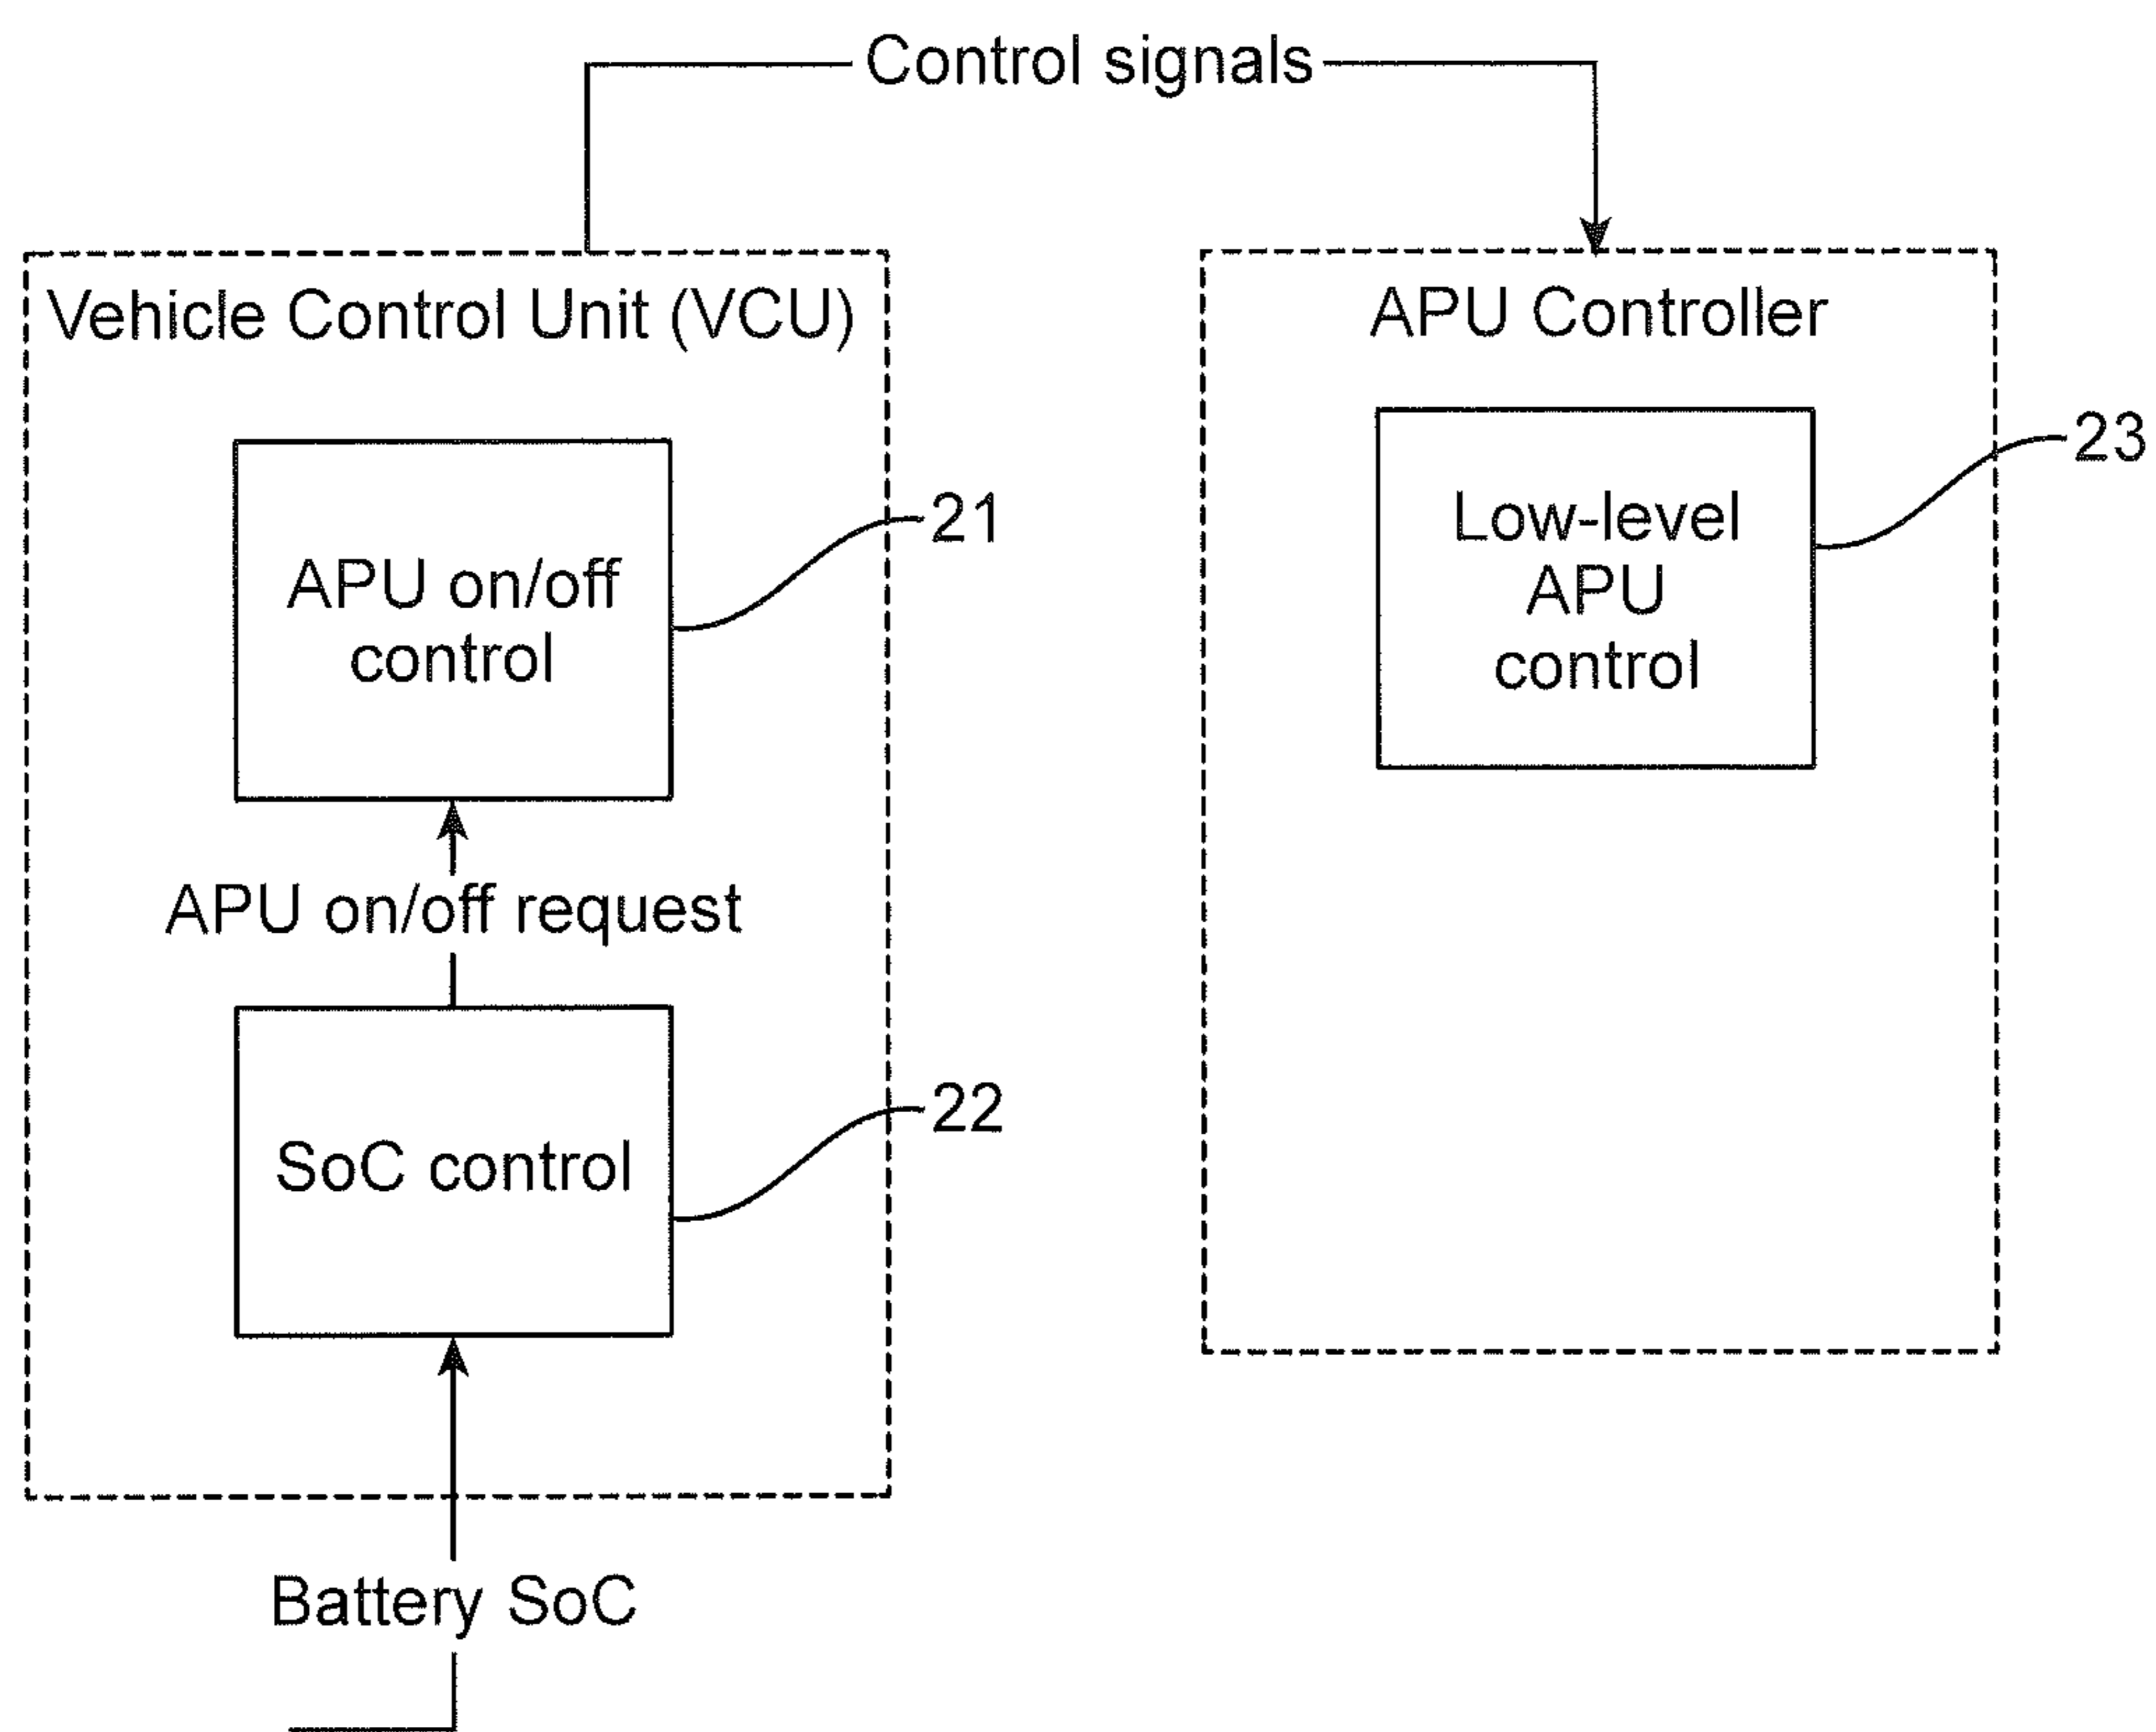 Control signals
Vehicle Control Unit (VCU)
APU on/off
control
21
APU on/off request
SoC control
22
Battery SoC
APU Controller
Low-level
APU
control
23